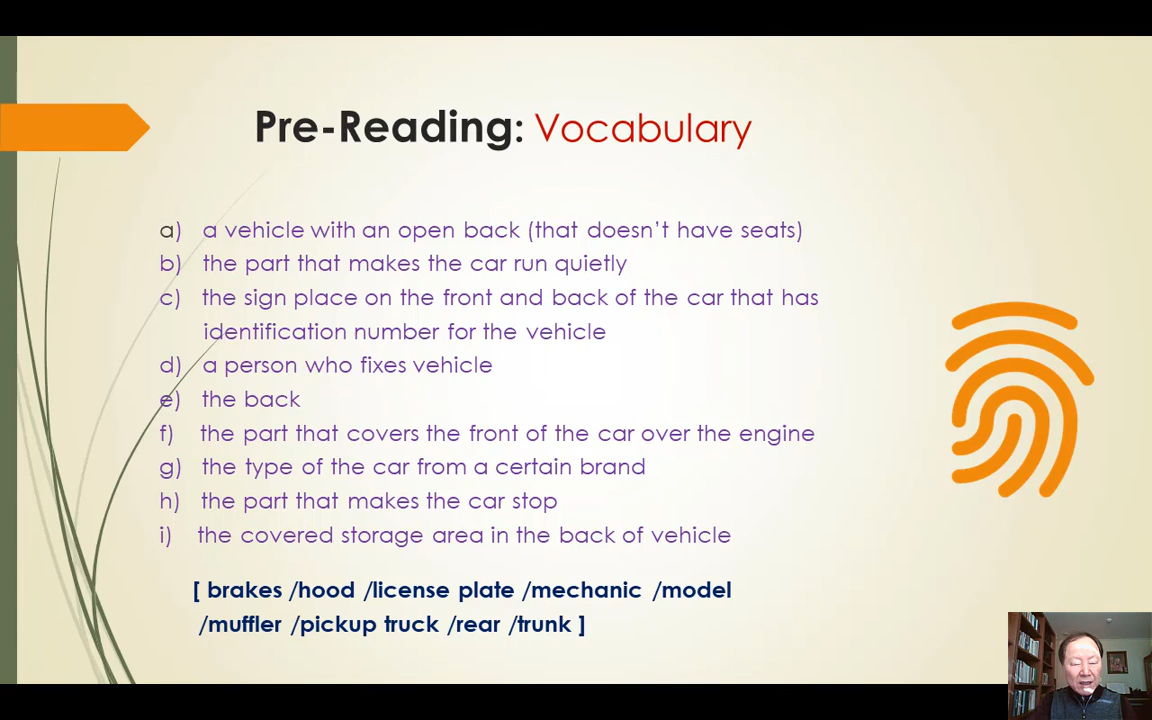 Pre-Reading: Vocabulary
a) a vehicle with an open back (that doesn't have seats)
b) the part that makes the car run quietly
c) the sign place on the front and back of the car that has
identification number for the vehicle
d) a person who fixes vehicle
e) the back
f) the part that covers the front of the car over the engine
g) the type of the car from a certain brand
h) the part that makes the car stop
i) the covered storage area in the back of vehicle
[ brakes /hood /license plate /mechanic /model
/muffler /pickup truck /rear /trunk ]